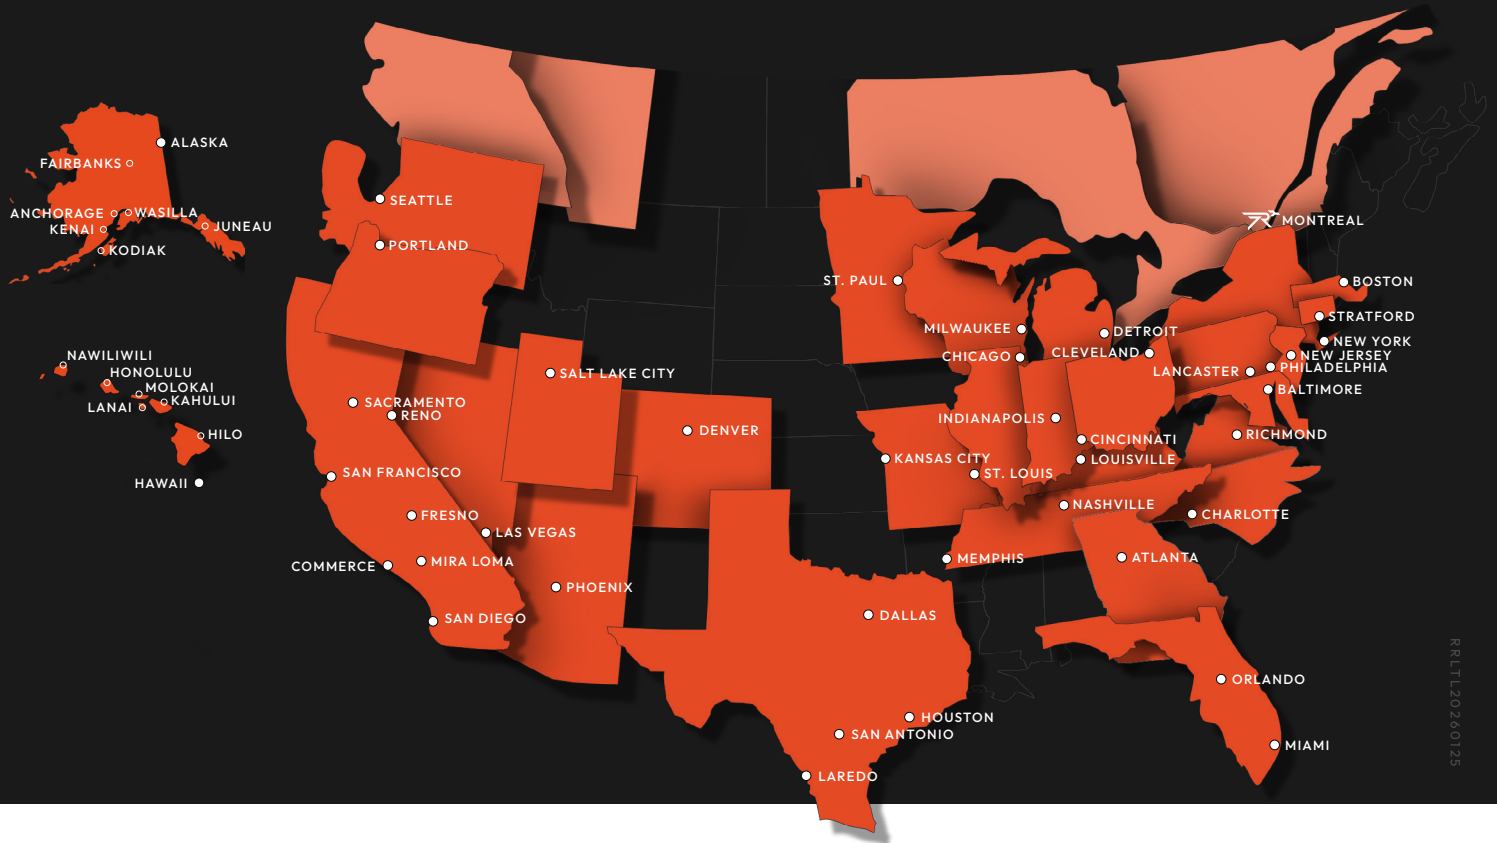 ALASKA
FAIRBANKS
ANCHORAGE
WASILLA
KENAI
JUNEAU
KODIAK
NAWILIWILI
HONOLULU
MOLOKAI
LANAI
KAHULUI
HILO
HAWAII
SEATTLE
PORTLAND
SALT LAKE CITY
SACRAMENTO
RENO
DENVER
SAN FRANCISCO
FRESNO
LAS VEGAS
COMMERCE
MIRA LOMA
PHOENIX
SAN DIEGO
DALLAS
HOUSTON
SAN ANTONIO
LAREDO
ST. PAUL
MILWAUKEE
CHICAGO
DETROIT
CLEVELAND
INDIANAPOLIS
CINCINNATI
KANSAS CITY
LOUISVILLE
ST. LOUIS
NASHVILLE
MEMPHIS
MONTREAL
BOSTON
STRATFORD
NEW YORK
NEW JERSEY
LANCASTER
PHILADELPHIA
BALTIMORE
RICHMOND
CHARLOTTE
ATLANTA
ORLANDO
MIAMI
RRLTL20260125